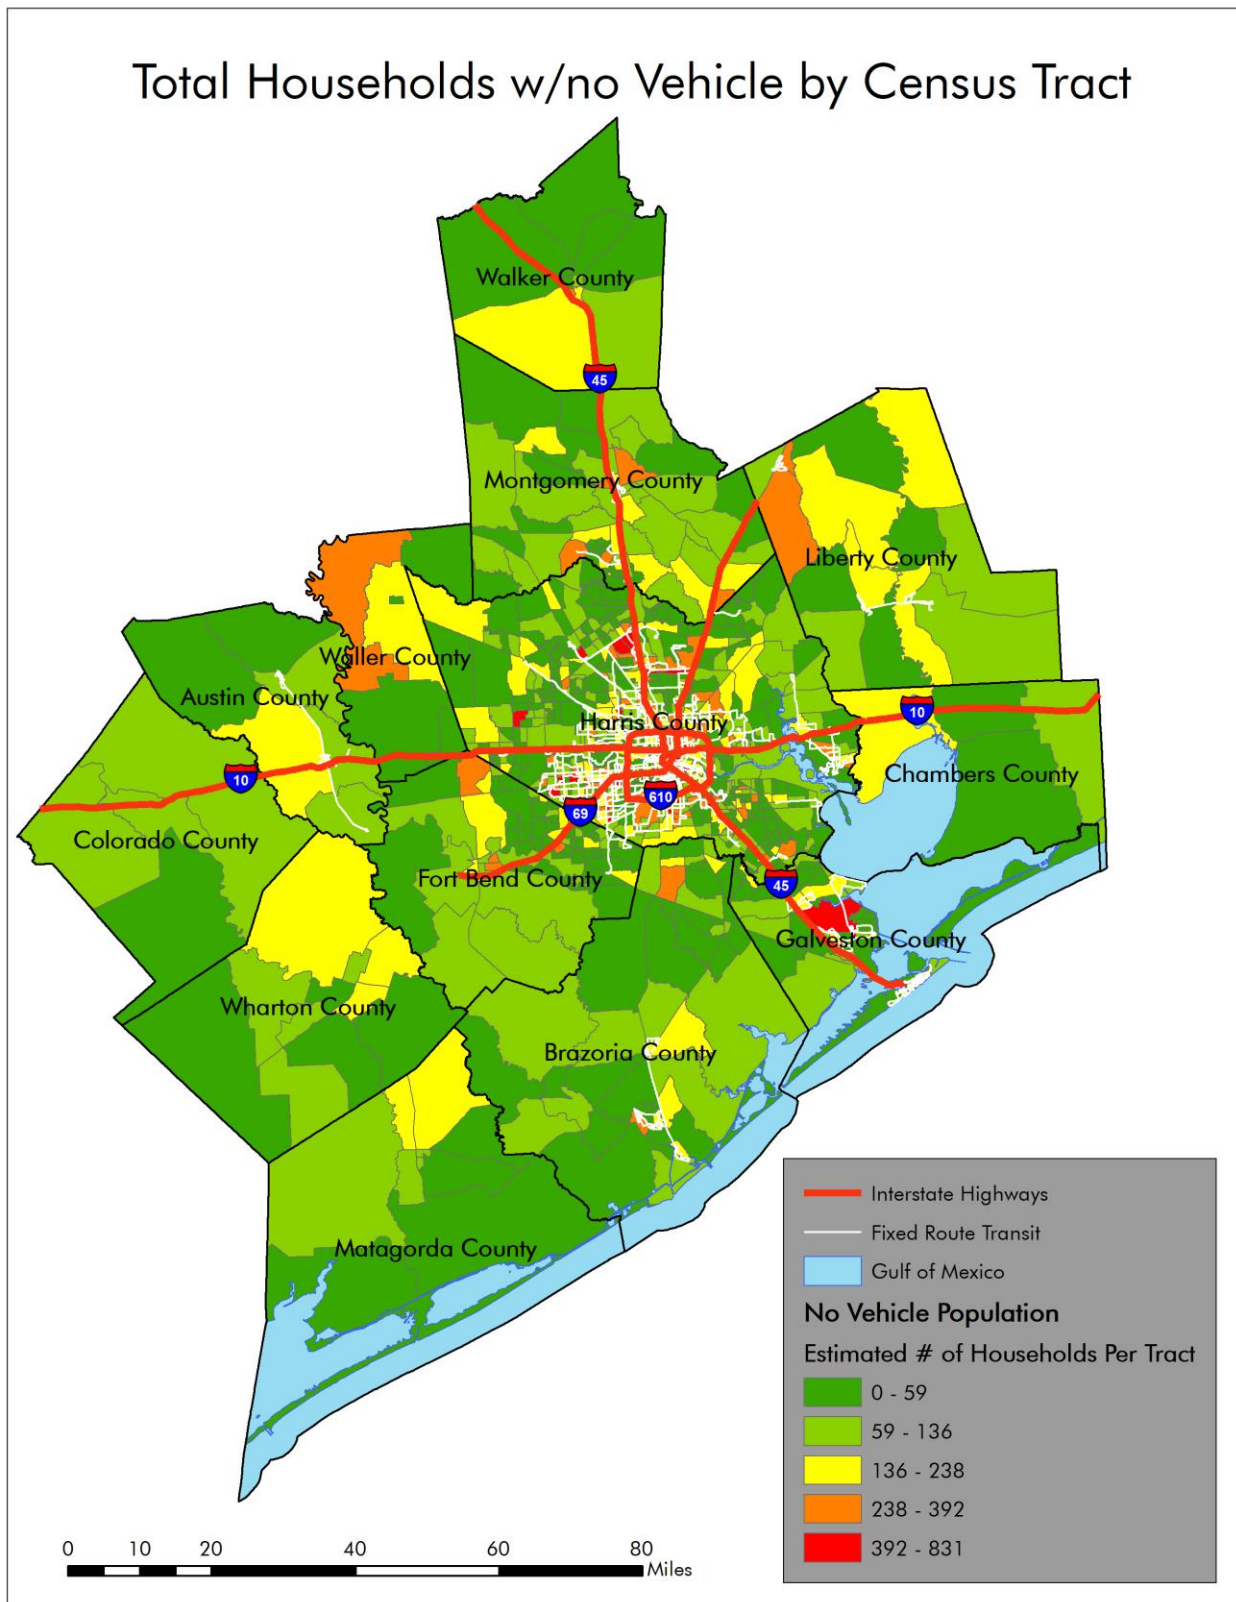 Total Households w/no Vehicle by Census Tract
Walker County
45
Montgomery County
Liberty County
Waller County
Austin County
Harris County
10
10
Chambers County
69
610
Colorado County
Fort Bend County
45
Galveston County
Wharton County
Brazoria County
Matagorda County
Interstate Highways
Fixed Route Transit
Gulf of Mexico
No Vehicle Population
Estimated # of Households Per Tract
0 - 59
59 - 136
136 - 238
238 - 392
392 - 831
0 10 20 40 60 80
Miles